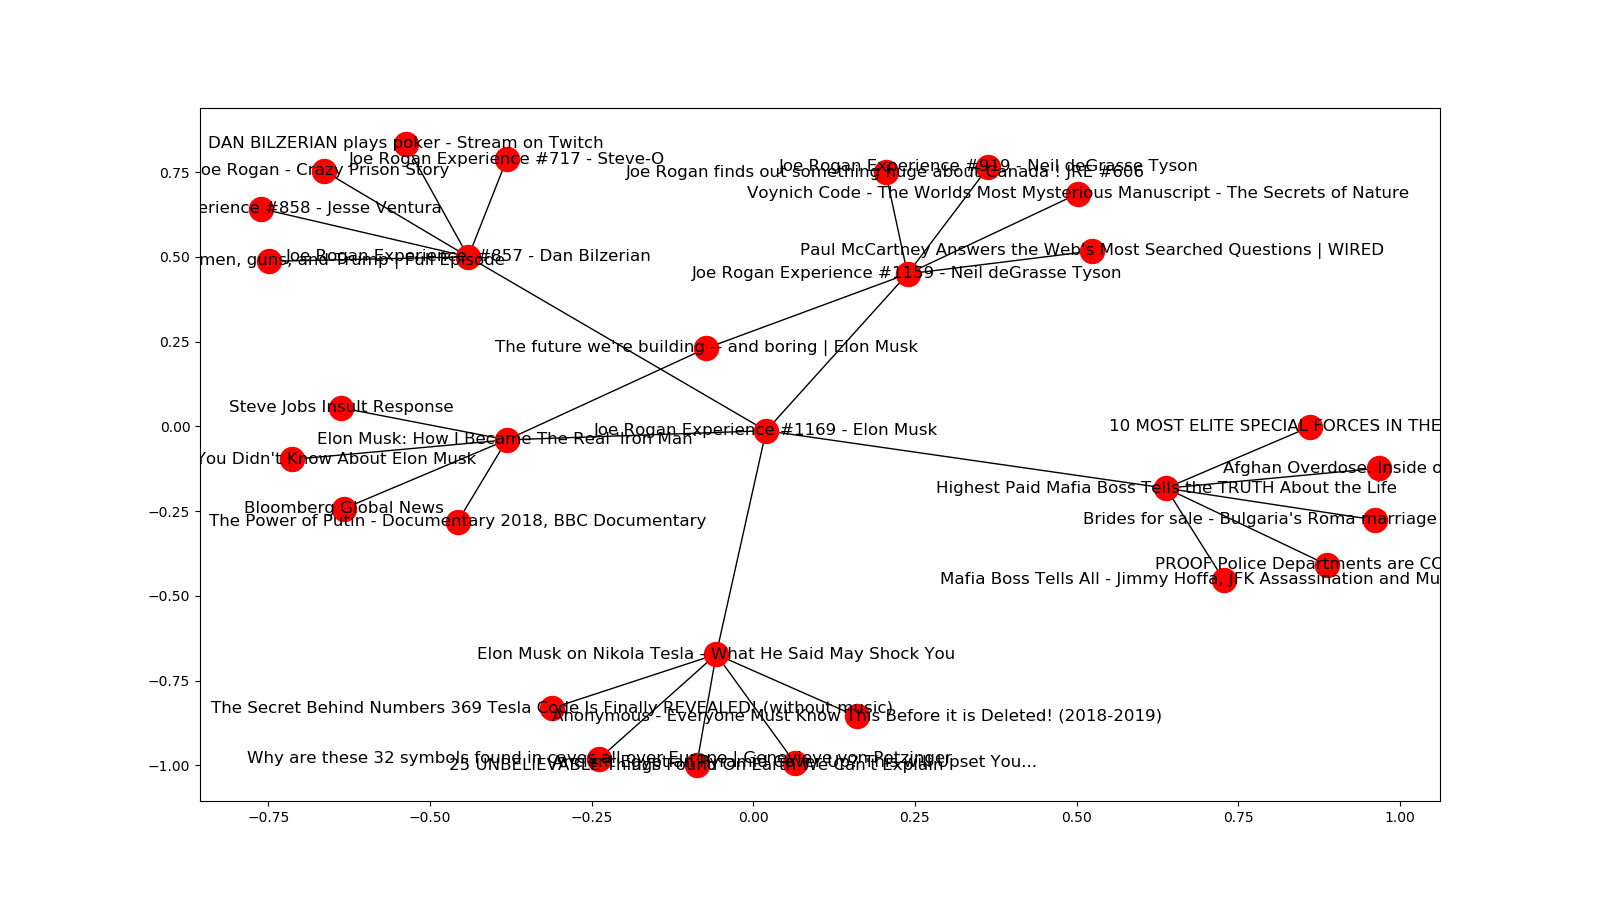 DAN BILZERIAN plays poker - Stream on Twitch
Joe Rogan Experience #717 - Steve-O
oe Rogan - Crazy Prison Story
Joe Rogan Experience #919 - Neil deGrasse Tyson
Joe Rogan finds out something huge about Canada ! JRE #606
0.75
Voynich Code - The Worlds Most Mysterious Manuscript - The Secrets of Nature
erience #858 - Jesse Ventura
Paul McCartney Answers the Web's Most Searched Questions | WIRED
0.50
Joe Rogan Experience #857 - Dan Bilzerian
men, guns, and Trump | Full Episode
Joe Rogan Experience #1159 - Neil deGrasse Tyson
0.25
The future we're building -- and boring | Elon Musk
Steve Jobs Insult Response
0.00
10 MOST ELITE SPECIAL FORCES IN THE
Joe Rogan Experience #1169 - Elon Musk
Elon Musk: How I Became The Real 'Iron Man'
You Didn't Know About Elon Musk
Afghan Overdose: Inside o
Highest Paid Mafia Boss Tells the TRUTH About the Life
−0.25
Bloomberg Global News
The Power of Putin - Documentary 2018, BBC Documentary
Brides for sale - Bulgaria's Roma marriage
PROOF Police Departments are CO
Mafia Boss Tells All - Jimmy Hoffa, JFK Assassination and Mu
−0.50
Elon Musk on Nikola Tesla - What He Said May Shock You
−0.75
The Secret Behind Numbers 369 Tesla Code Is Finally REVEALED! (without music)
Anonymous - Everyone Must Know This Before it is Deleted! (2018-2019)
Why are these 32 symbols found in caves all over Europe | Genevieve von Petzinger
Egyptian Pyramid This will Upset You...
25 UNBELIEVABLE Things Found On Earth We Can't Explain
−1.00
−0.75 −0.50 −0.25 0.00 0.25 0.50 0.75 1.00